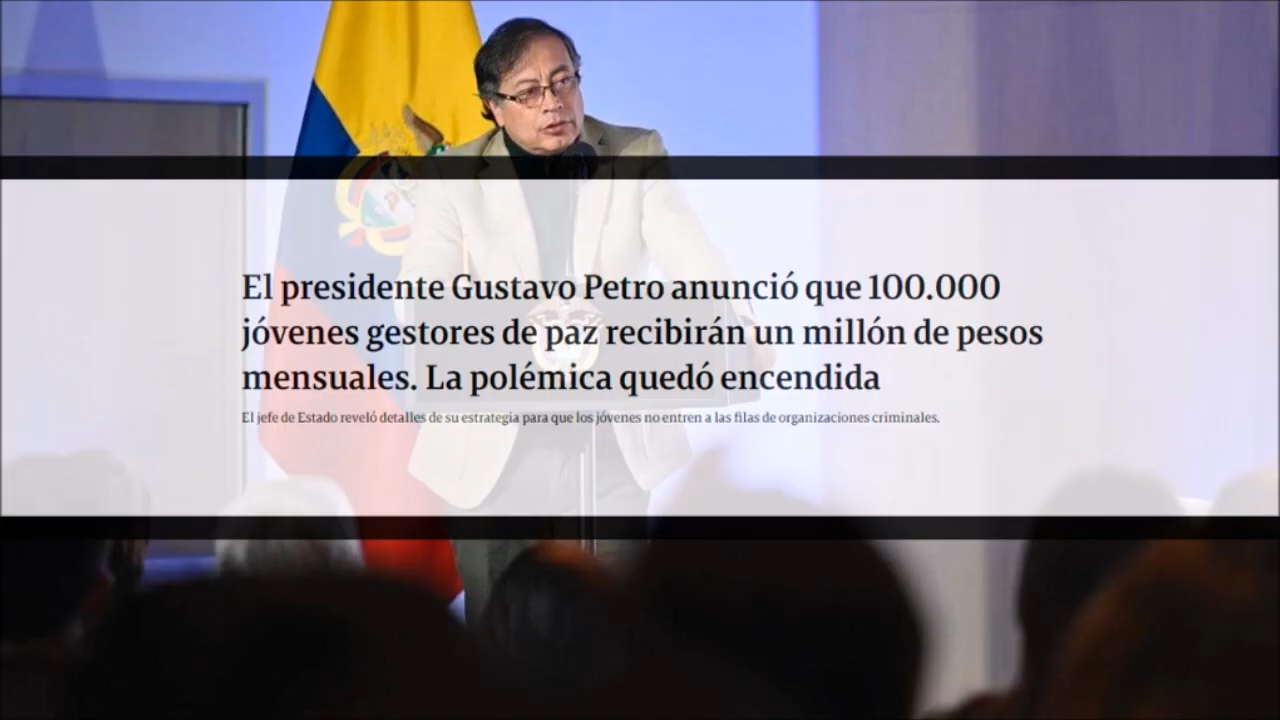 El presidente Gustavo Petro anunció que 100.000
jóvenes gestores de paz recibirán un millón de pesos
mensuales. La polémica quedó encendida
El jefe de Estado reveló detalles de su estrategia para que los jóvenes no entren a las filas de organizaciones criminales.